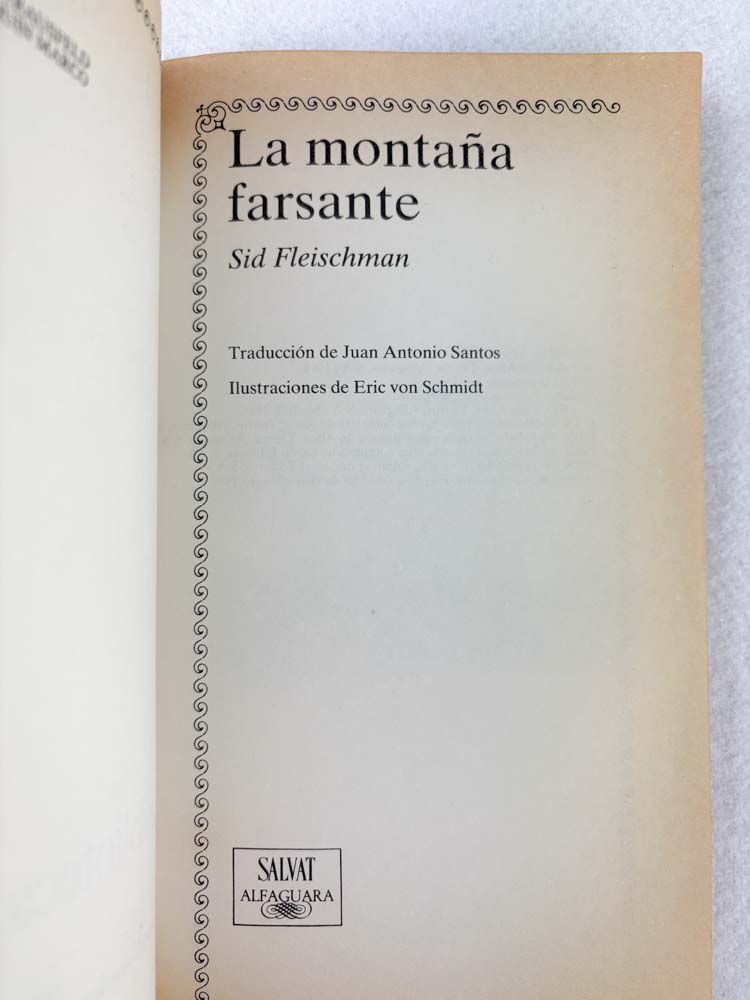 La montaña
farsante
Sid Fleischman
Traducción de Juan Antonio Santos
Ilustraciones de Eric von Schmidt
SALVAT
ALFAGUARA